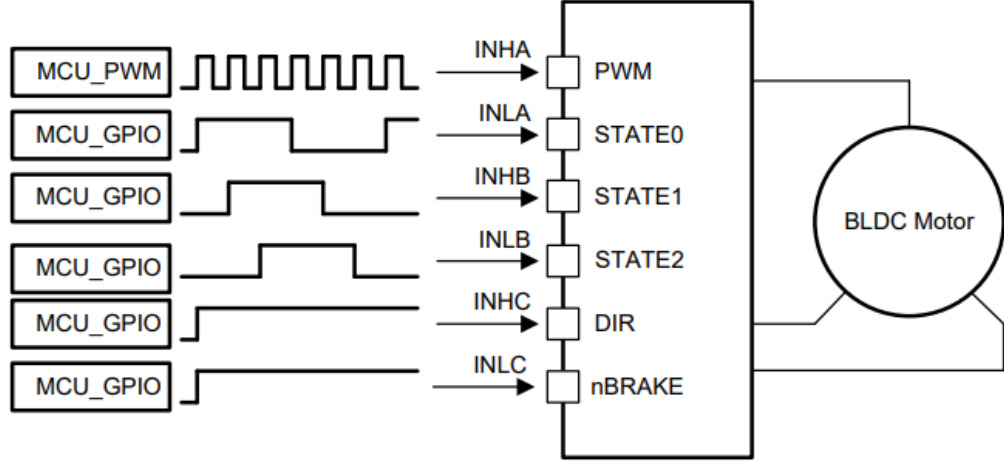 MCU_PWM INHA PWM
MCU_GPIO INLA STATE0
MCU_GPIO INHB STATE1
BLDC Motor
MCU_GPIO INLB STATE2
MCU_GPIO INHC DIR
MCU_GPIO INLC nBRAKE